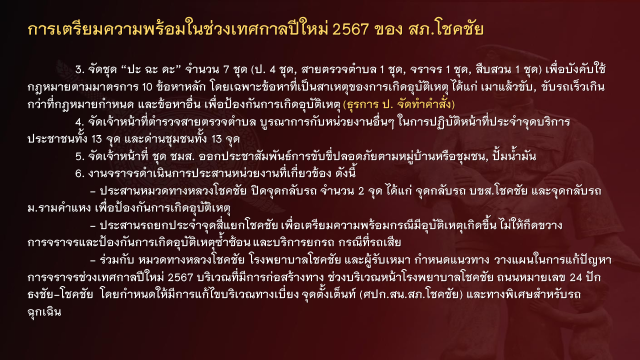 การเตรียมความพร้อมในช่วงเทศกาลปีใหม่ 2567 ของ สภ.โชคชัย
3. จัดชุด “ปะ ฉะ ดะ” จำนวน 7 ชุด (ป. 4 ชุด, สายตรวจตำบล 1 ชุด, จราจร 1 ชุด, สืบสวน 1 ชุด) เพื่อบังคับใช้
กฎหมายตามมาตรการ 10 ข้อหาหลัก โดยเฉพาะข้อหาที่เป็นสาเหตุของการเกิดอุบัติเหตุ ได้แก่ เมาแล้วขับ, ขับรถเร็วเกิน
กว่าที่กฎหมายกำหนด และข้อหาอื่น เพื่อป้องกันการเกิดอุบัติเหตุ (ธุรการ ป. จัดทำคำสั่ง)
4. จัดเจ้าหน้าที่ตำรวจสายตรวจตำบล บูรณาการกับหน่วยงานอื่นๆ ในการปฏิบัติหน้าที่ประจำจุดบริการ
ประชาชนทั้ง 13 จุด และด่านชุมชนทั้ง 13 จุด
5. จัดเจ้าหน้าที่ ชุด ชมส. ออกประชาสัมพันธ์การขับขี่ปลอดภัยตามหมู่บ้านหรือชุมชน, ปั๊มน้ำมัน
6. งานจราจรดำเนินการประสานหน่วยงานที่เกี่ยวข้อง ดังนี้
– ประสานหมวดทางหลวงโชคชัย ปิดจุดกลับรถ จำนวน 2 จุด ได้แก่ จุดกลับรถ บขส.โชคชัย และจุดกลับรถ
ม.รามคำแหง เพื่อป้องกันการเกิดอุบัติเหตุ
– ประสานรถยกประจำจุดสี่แยกโชคชัย เพื่อเตรียมความพร้อมกรณีมีอุบัติเหตุเกิดขึ้น ไม่ให้กีดขวาง
การจราจรและป้องกันการเกิดอุบัติเหตุซ้ำซ้อน และบริการยกรถ กรณีที่รถเสีย
– ร่วมกับ หมวดทางหลวงโชคชัย โรงพยาบาลโชคชัย และผู้รับเหมา กำหนดแนวทาง วางแผนในการแก้ปัญหา
การจราจรช่วงเทศกาลปีใหม่ 2567 บริเวณที่มีการก่อสร้างทาง ช่วงบริเวณหน้าโรงพยาบาลโชคชัย ถนนหมายเลข 24 ปัก
ธงชัย-โชคชัย โดยกำหนดให้มีการแก้ไขบริเวณทางเบี่ยง จุดตั้งเต็นท์ (ศปก.สน.สภ.โชคชัย) และทางพิเศษสำหรับรถ
ฉุกเฉิน